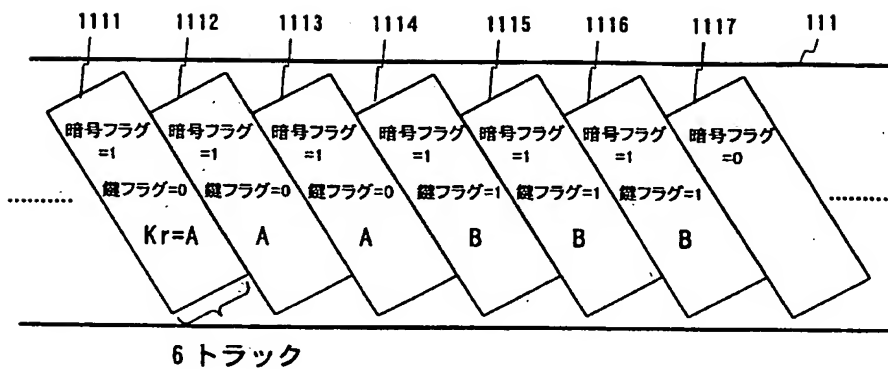 1111 1112 1113 1114 1115 1116 1117 111
暗号フラグ 暗号フラグ 暗号フラグ 暗号フラグ 暗号フラグ 暗号フラグ 暗号フラグ
=1 =1 =1 =1 =1 =1 =0
鍵フラグ=0 鍵フラグ=0 鍵フラグ=0 鍵フラグ=1 鍵フラグ=1 鍵フラグ=1
Kr=A A A B B B
6 トラック